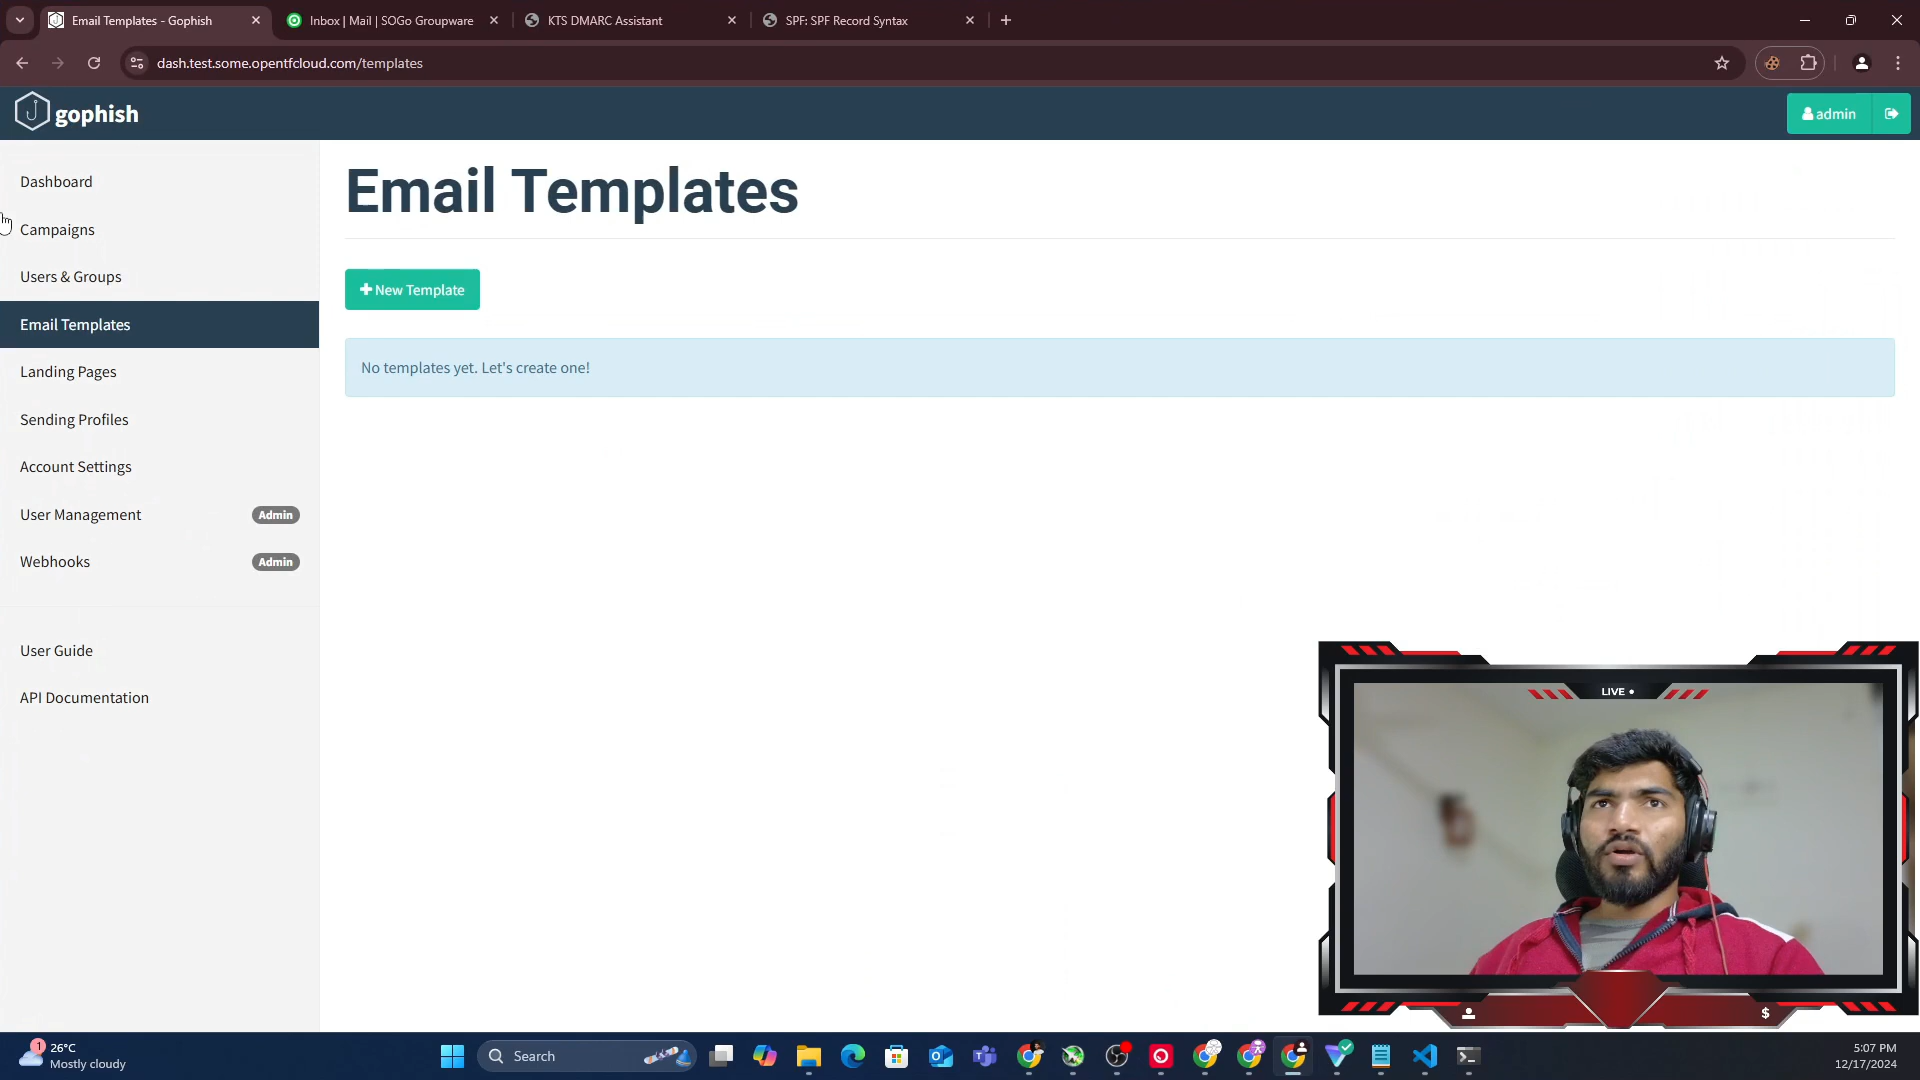 Email Templates - Gophish
Inbox | Mail | SOGo Groupware
KTS DMARC Assistant
SPF: SPF Record Syntax
dash.test.some.opentfcloud.com/templates
gophish
admin
Dashboard
Campaigns
Users & Groups
Email Templates
Landing Pages
Sending Profiles
Account Settings
User Management
Admin
Webhooks
Admin
User Guide
API Documentation
Email Templates
New Template
No templates yet. Let's create one!
LIVE
$
1
26°C
Mostly cloudy
Search
5:07 PM
12/17/2024